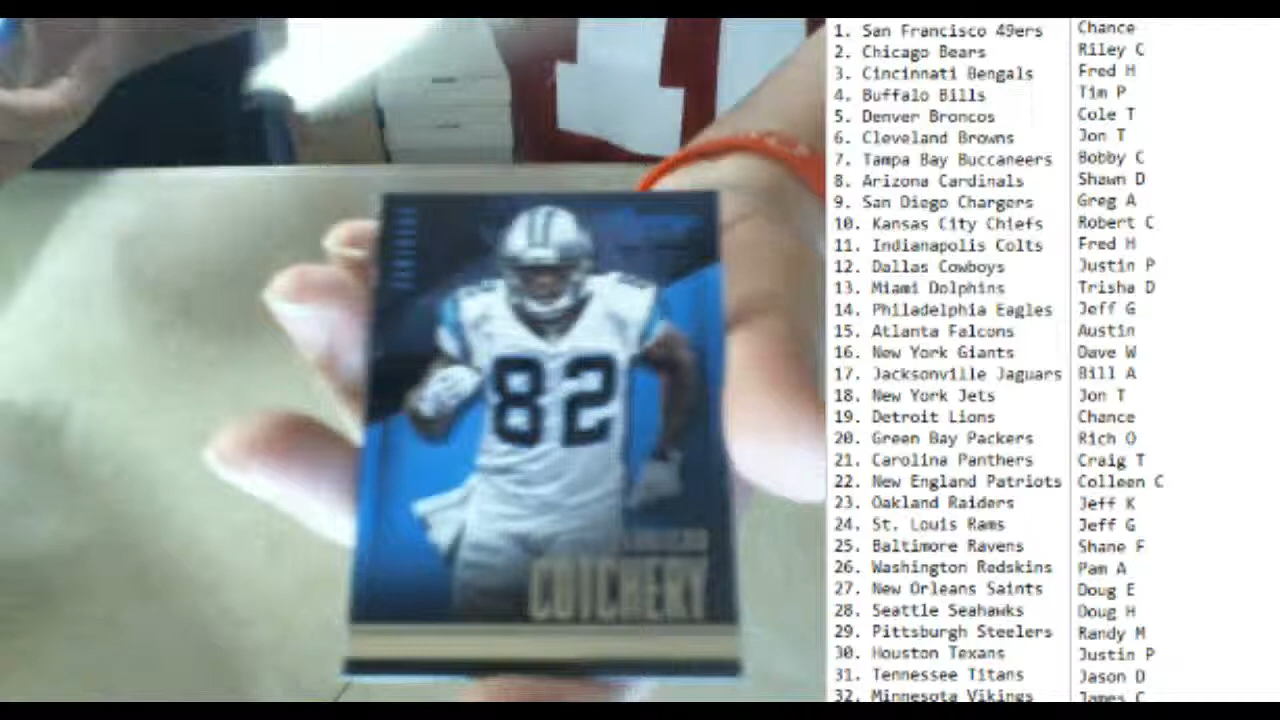 82
COTCHERY
1. San Francisco 49ers Chance
2. Chicago Bears Riley C
3. Cincinnati Bengals Fred H
4. Buffalo Bills Tim P
5. Denver Broncos Cole T
6. Cleveland Browns Jon T
7. Tampa Bay Buccaneers Bobby C
8. Arizona Cardinals Shawn D
9. San Diego Chargers Greg A
10. Kansas City Chiefs Robert C
11. Indianapolis Colts Fred H
12. Dallas Cowboys Justin P
13. Miami Dolphins Trisha D
14. Philadelphia Eagles Jeff G
15. Atlanta Falcons Austin
16. New York Giants Dave W
17. Jacksonville Jaguars Bill A
18. New York Jets Jon T
19. Detroit Lions Chance
20. Green Bay Packers Rich O
21. Carolina Panthers Craig T
22. New England Patriots Colleen C
23. Oakland Raiders Jeff K
24. St. Louis Rams Jeff G
25. Baltimore Ravens Shane F
26. Washington Redskins Pam A
27. New Orleans Saints Doug E
28. Seattle Seahawks Doug H
29. Pittsburgh Steelers Randy M
30. Houston Texans Justin P
31. Tennessee Titans Jason D
32. Minnesota Vikings James C